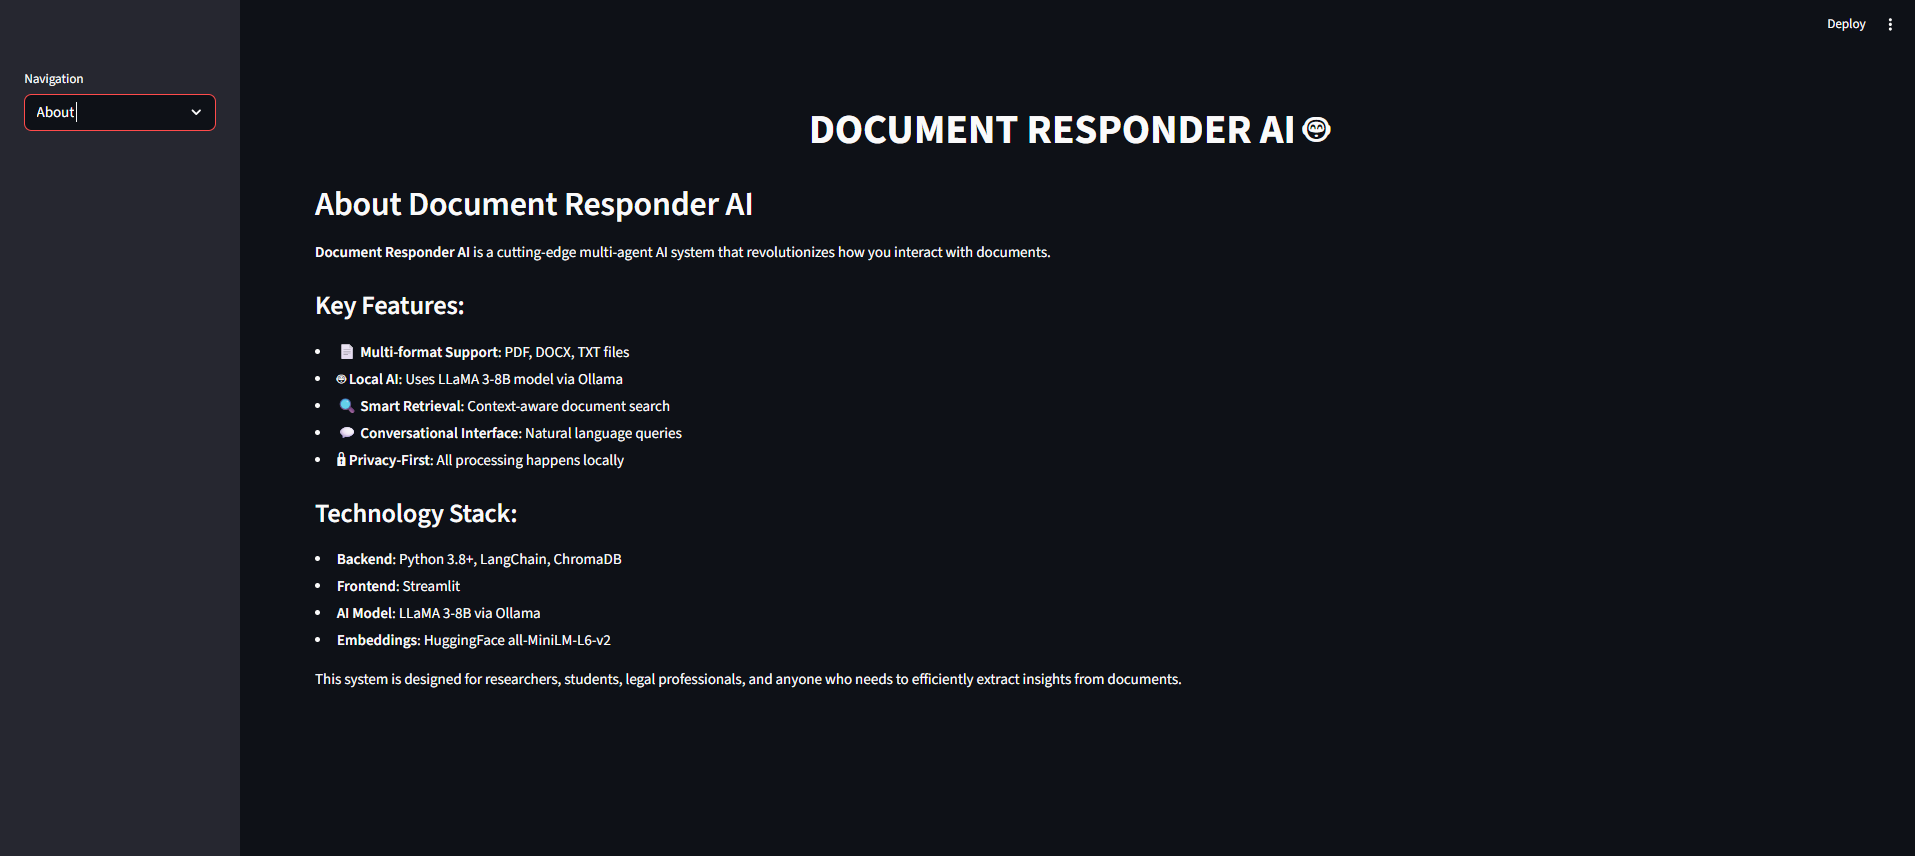 Deploy
Navigation
About
DOCUMENT RESPONDER AI
About Document Responder AI
Document Responder AI is a cutting-edge multi-agent AI system that revolutionizes how you interact with documents.
Key Features:
• 📄 Multi-format Support: PDF, DOCX, TXT files
• Local AI: Uses LLaMA 3-8B model via Ollama
• 🔍 Smart Retrieval: Context-aware document search
• 💬 Conversational Interface: Natural language queries
• 🔒 Privacy-First: All processing happens locally
Technology Stack:
• Backend: Python 3.8+, LangChain, ChromaDB
• Frontend: Streamlit
• AI Model: LLaMA 3-8B via Ollama
• Embeddings: HuggingFace all-MiniLM-L6-v2
This system is designed for researchers, students, legal professionals, and anyone who needs to efficiently extract insights from documents.